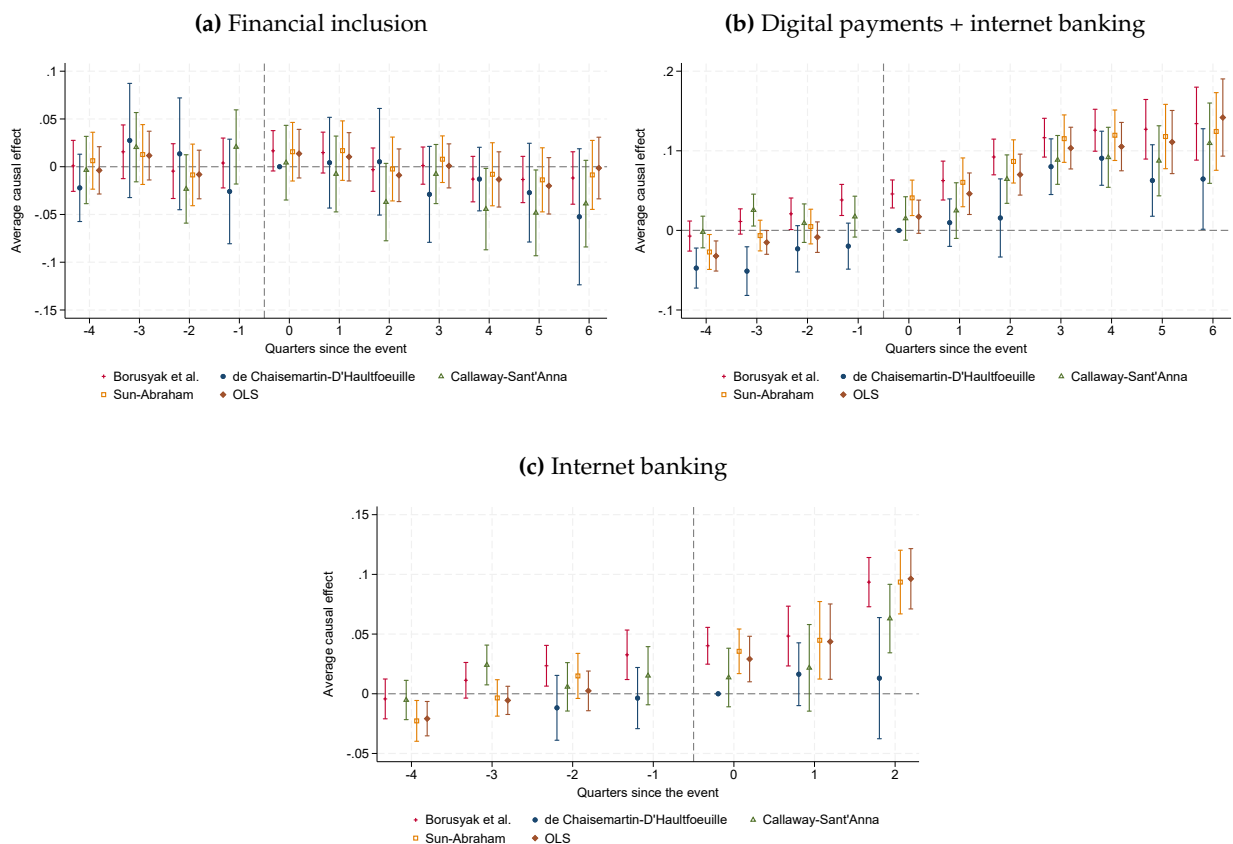 (a) Financial inclusion
.1
.05
0
-.05
-.1
-.15
Average causal effect
-4 -3 -2 -1 0 1 2 3 4 5 6
Quarters since the event
Borusyak et al. de Chaisemartin-D'Haultfoeuille Callaway-Sant'Anna
Sun-Abraham OLS
(b) Digital payments + internet banking
.2
.1
0
-.1
Average causal effect
-4 -3 -2 -1 0 1 2 3 4 5 6
Quarters since the event
Borusyak et al. de Chaisemartin-D'Haultfoeuille Callaway-Sant'Anna
Sun-Abraham OLS
(c) Internet banking
.15
.1
.05
0
-.05
Average causal effect
-4 -3 -2 -1 0 1 2
Quarters since the event
Borusyak et al. de Chaisemartin-D'Haultfoeuille Callaway-Sant'Anna
Sun-Abraham OLS